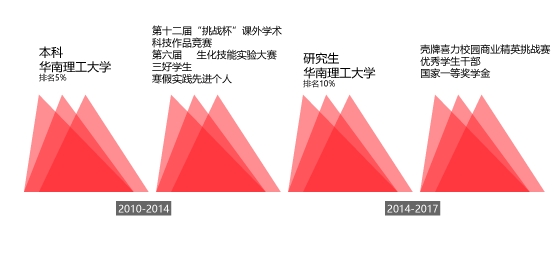 本科
华南理工大学
排名5%
第十二届“挑战杯”课外学术
科技作品竞赛
第六届 生化技能实验大赛
三好学生
寒假实践先进个人
研究生
华南理工大学
排名10%
壳牌喜力校园商业精英挑战赛
优秀学生干部
国家一等奖学金
2010-2014
2014-2017